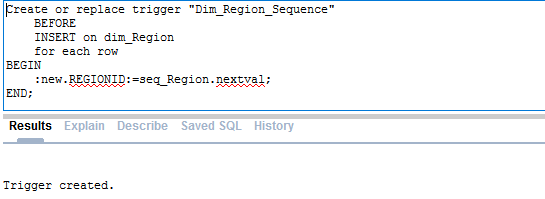 Create or replace trigger "Dim_Region_Sequence"
BEFORE
INSERT on dim_Region
for each row
BEGIN
:new.REGIONID:=seq_Region.nextval;
END;
Results Explain Describe Saved SQL History
Trigger created.